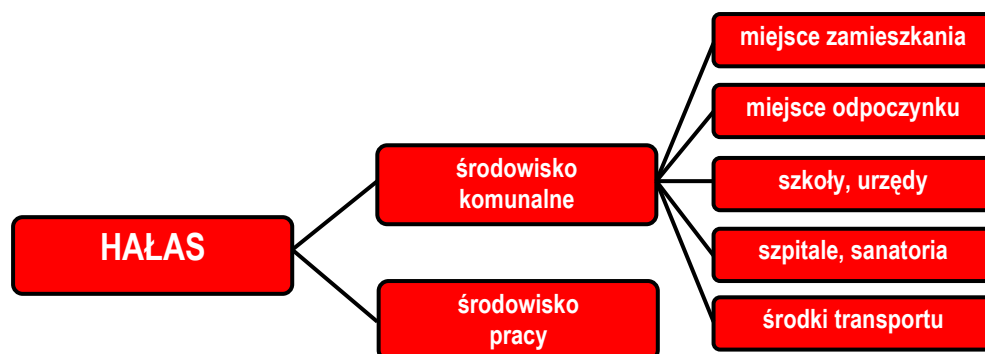 HAŁAS
środowisko
komunalne
środowisko
pracy
miejsce zamieszkania
miejsce odpoczynku
szkoły, urzędy
szpitale, sanatoria
środki transportu